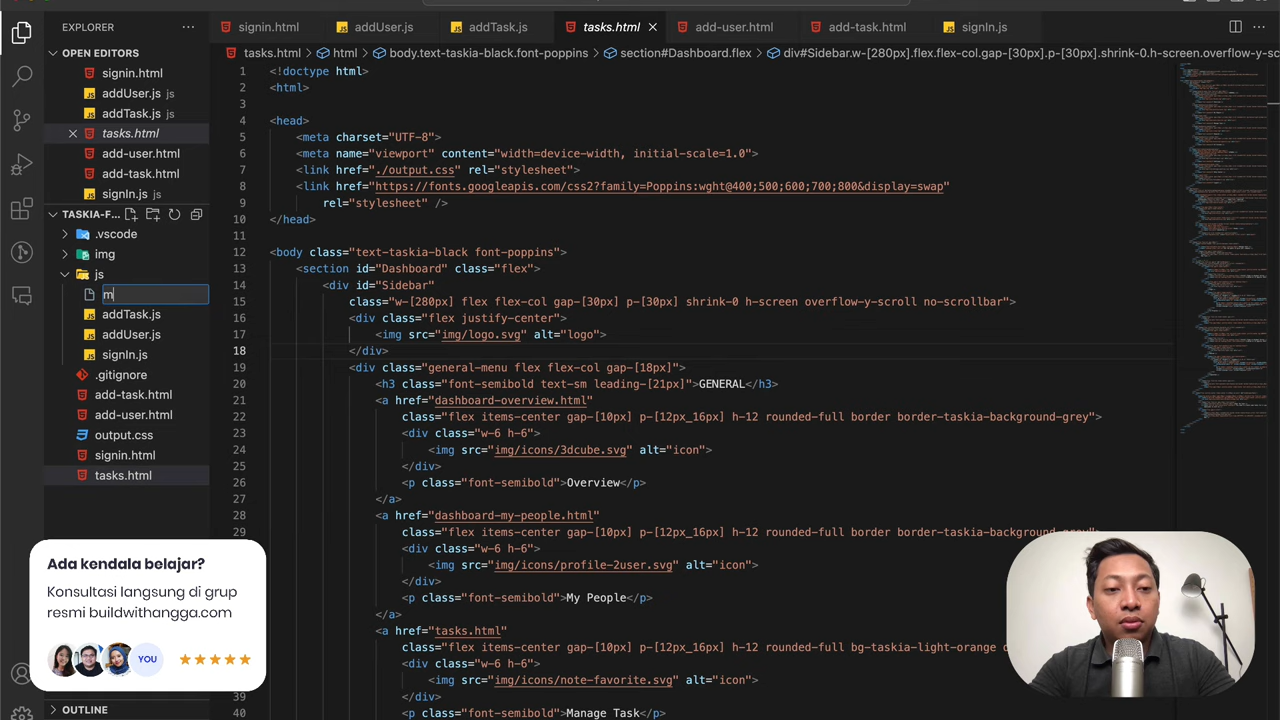 EXPLORER
signin.html
addUser.js
addTask.js
tasks.html
add-user.html
add-task.html
signIn.js
OPEN EDITORS
tasks.html > html > body.text-taskia-black.font-poppins > section#Dashboard.flex > div#Sidebar.w-[280px].flex.flex-col.gap-[30px].p-[30px].shrink-0.h-screen.overflow-y-sc
signin.html
addUser.js js
addTask.js js
tasks.html
add-user.html
add-task.html
signIn.js js
TASKIA-F...
.vscode
img
js
m
addTask.js
addUser.js
signIn.js
.gitignore
add-task.html
add-user.html
output.css
signin.html
tasks.html
OUTLINE
1 <!doctype html>
2 <html>
3
4 <head>
5 <meta charset="UTF-8">
6 <meta name="viewport" content="width=device-width, initial-scale=1.0">
7 <link href="./output.css" rel="stylesheet">
8 <link href="https://fonts.googleapis.com/css2?family=Poppins:wght@400;500;600;700;800&display=swap"
9 rel="stylesheet" />
10 </head>
11
12 <body class="text-taskia-black font-poppins">
13 <section id="Dashboard" class="flex">
14 <div id="Sidebar"
15 class="w-[280px] flex flex-col gap-[30px] p-[30px] shrink-0 h-screen overflow-y-scroll no-scrollbar">
16 <div class="flex justify-center">
17 <img src="img/logo.svg" alt="logo">
18 </div>
19 <div class="general-menu flex flex-col gap-[18px]">
20 <h3 class="font-semibold text-sm leading-[21px]">GENERAL</h3>
21 <a href="dashboard-overview.html"
22 class="flex items-center gap-[10px] p-[12px_16px] h-12 rounded-full border border-taskia-background-grey">
23 <div class="w-6 h-6">
24 <img src="img/icons/3dcube.svg" alt="icon">
25 </div>
26 <p class="font-semibold">Overview</p>
27 </a>
28 <a href="dashboard-my-people.html"
29 class="flex items-center gap-[10px] p-[12px_16px] h-12 rounded-full border border-taskia-background-grey">
<div class="w-6 h-6">
<img src="img/icons/profile-2user.svg" alt="icon">
</div>
<p class="font-semibold">My People</p>
</a>
<a href="tasks.html"
class="flex items-center gap-[10px] p-[12px_16px] h-12 rounded-full bg-taskia-light-orange
<div class="w-6 h-6">
<img src="img/icons/note-favorite.svg" alt="icon">
39 </div>
40 <p class="font-semibold">Manage Task</p>
Ada kendala belajar?
Konsultasi langsung di grup
resmi buildwithangga.com
YOU